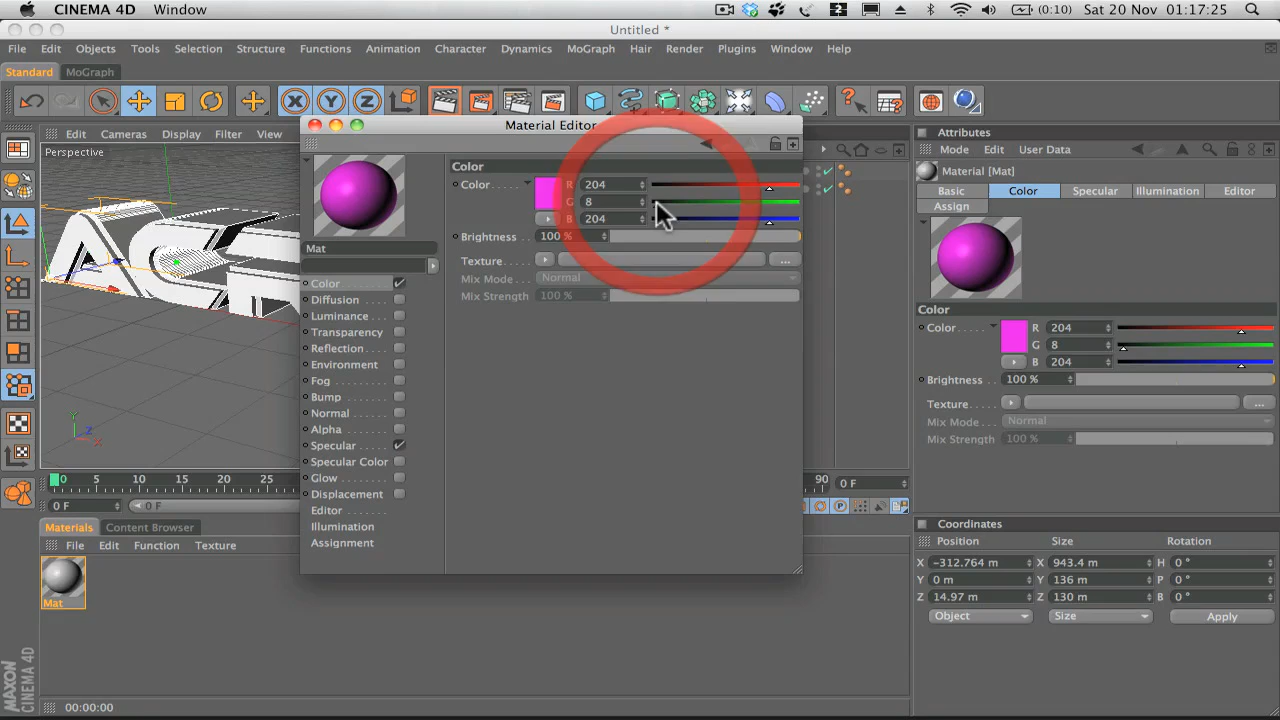 CINEMA 4D Window (0:10) Sat 20 Nov 01:17:25
Untitled *
File Edit Objects Tools Selection Structure Functions Animation Character Dynamics MoGraph Hair Render Plugins Window Help
Standard MoGraph
X Y Z
Edit Cameras Display Filter View
Perspective
Material Editor
Color
Color R 204
G 8
B 204
Brightness 100 %
Texture ...
Mix Mode Normal
Mix Strength 100 %
Mat
Color
Diffusion
Luminance
Transparency
Reflection
Environment
Fog
Bump
Normal
Alpha
Specular
Specular Color
Glow
Displacement
Editor
Illumination
Assignment
Attributes
Mode Edit User Data
Material [Mat]
Basic Color Specular Illumination Editor
Assign
Color
Color R 204
G 8
B 204
Brightness 100 %
Texture ...
Mix Mode Normal
Mix Strength 100 %
Y Z X
0 5 10 15 20 25 90 0 F
0 F 0 F
Materials Content Browser
File Edit Function Texture
Mat
Coordinates
Position Size Rotation
X -312.764 m X 943.4 m H 0 °
Y 0 m Y 136 m P 0 °
Z 14.97 m Z 130 m B 0 °
Object Size Apply
MAXON
CINEMA 4D
00:00:00